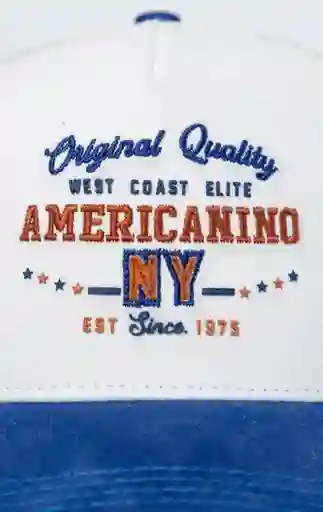 Original Quality
WEST COAST ELITE
AMERICANINO
NY
EST Since. 1975